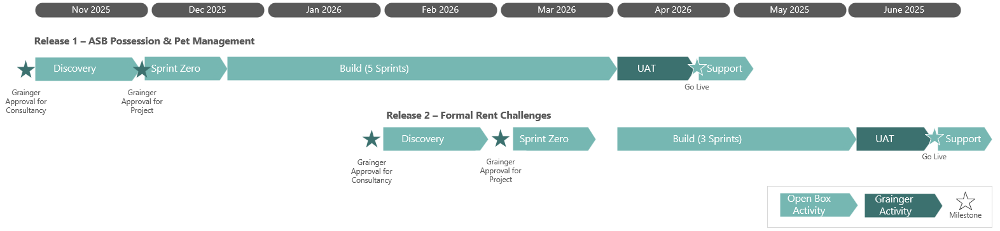 Nov 2025
Dec 2025
Jan 2026
Feb 2026
Mar 2026
Apr 2026
May 2025
June 2025
Release 1 – ASB Possession & Pet Management
Discovery
Sprint Zero
Build (5 Sprints)
UAT
Support
Go Live
Grainger
Approval for
Consultancy
Grainger
Approval for
Project
Release 2 – Formal Rent Challenges
Discovery
Sprint Zero
Build (3 Sprints)
UAT
Support
Go Live
Grainger
Approval for
Consultancy
Grainger
Approval for
Project
Open Box
Activity
Grainger
Activity
Milestone